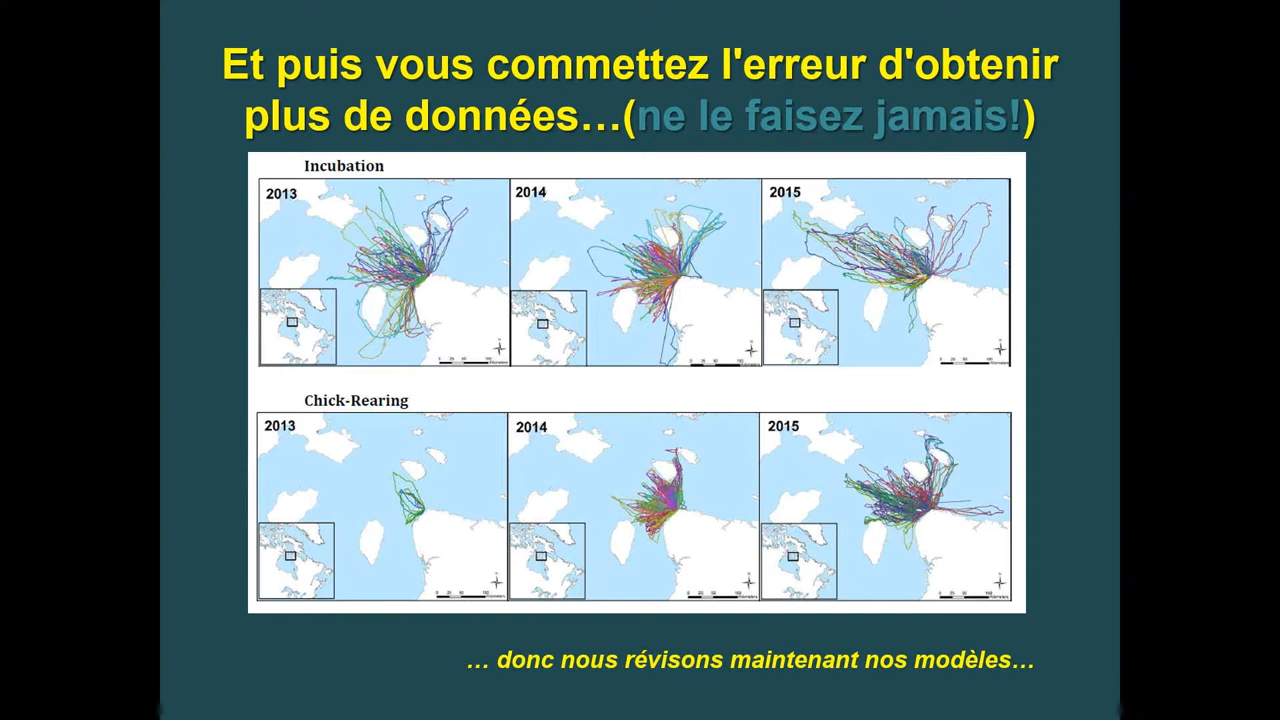 Et puis vous commettez l'erreur d'obtenir
plus de données…(ne le faisez jamais!)
Incubation
2013
2014
2015
Chick-Rearing
2013
2014
2015
… donc nous révisons maintenant nos modèles…